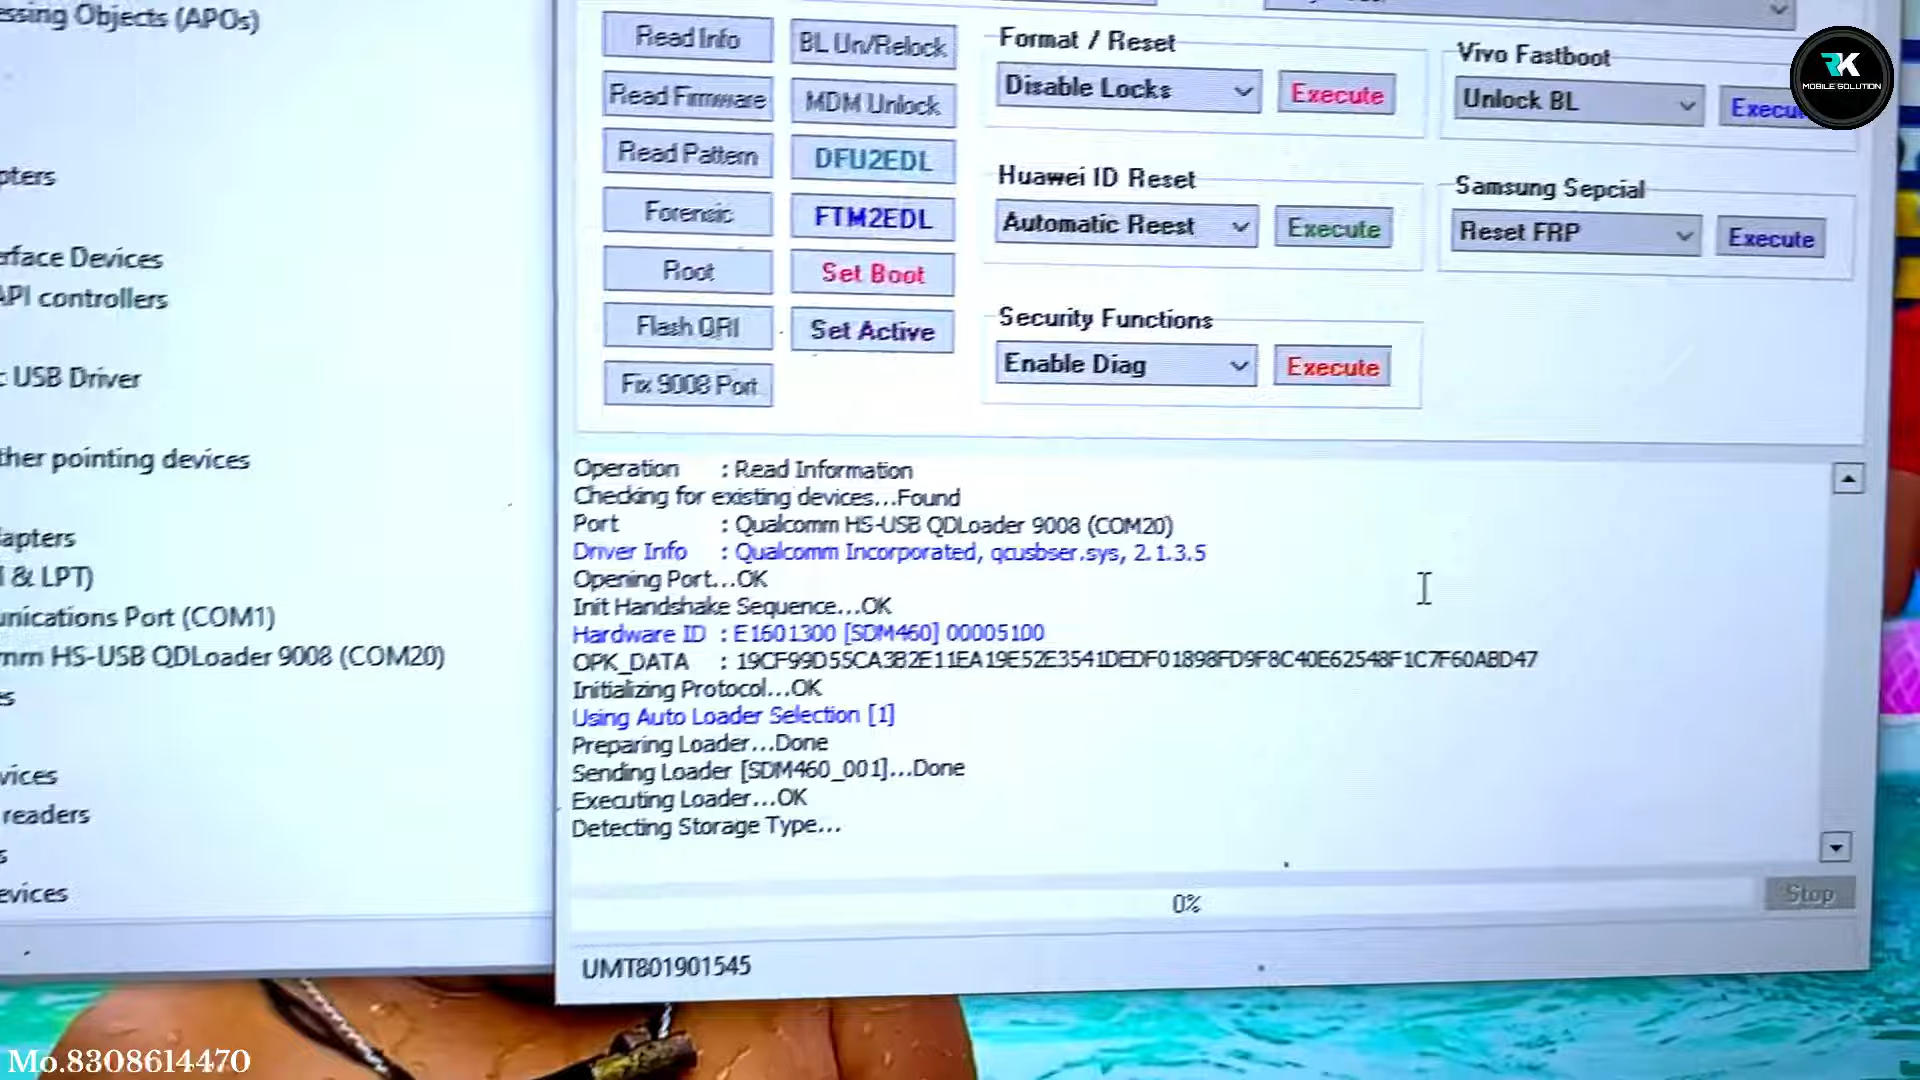 essing Objects (APOs)
pters
erface Devices
API controllers
USB Driver
ther pointing devices
apters
& LPT)
unications Port (COM1)
mm HS-USB QDLoader 9008 (COM20)
s
vices
readers
s
evices
Read Info
BL Un/Relock
Read Firmware
MDM Unlock
Read Pattern
DFU2EDL
Forensic
FTM2EDL
Root
Set Boot
Flash QRI
Set Active
Fix 9008 Port
Format / Reset
Disable Locks
Execute
Vivo Fastboot
Unlock BL
Execu
Huawei ID Reset
Automatic Reest
Execute
Samsung Sepcial
Reset FRP
Execute
Security Functions
Enable Diag
Execute
Operation : Read Information
Checking for existing devices...Found
Port : Qualcomm HS-USB QDLoader 9008 (COM20)
Driver Info : Qualcomm Incorporated, qcusbser.sys, 2.1.3.5
Opening Port...OK
Init Handshake Sequence...OK
Hardware ID : E1601300 [SDM460] 00005100
OPK_DATA : 19CF99D55CA3B2E11EA19E52E3541DEDF01898FD9F8C40E62548F1C7F60ABD47
Initializing Protocol...OK
Using Auto Loader Selection [1]
Preparing Loader...Done
Sending Loader [SDM460_001]...Done
Executing Loader...OK
Detecting Storage Type...
0%
Stop
UMT801901545
RK
MOBILE SOLUTION
Mo.8308614470